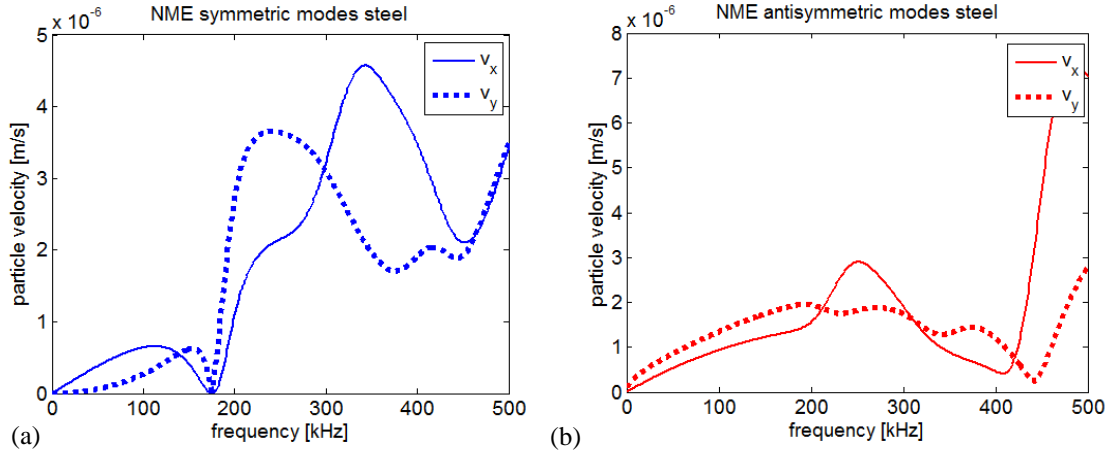 NME symmetric modes steel
x 10^-6
5
4
3
2
1
0
particle velocity [m/s]
v_x
v_y
0 100 200 300 400 500
frequency [kHz]
(a)
NME antisymmetric modes steel
x 10^-6
8
7
6
5
4
3
2
1
0
particle velocity [m/s]
v_x
v_y
0 100 200 300 400 500
frequency [kHz]
(b)